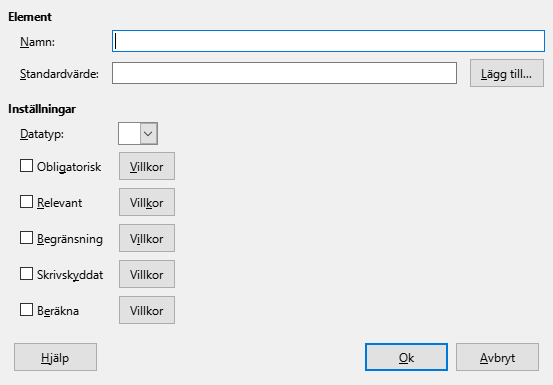 Element
Namn:
Standardvärde:
Lägg till...
Inställningar
Datatyp:
Obligatorisk Villkor
Relevant Villkor
Begränsning Villkor
Skrivskyddat Villkor
Beräkna Villkor
Hjälp Ok Avbryt